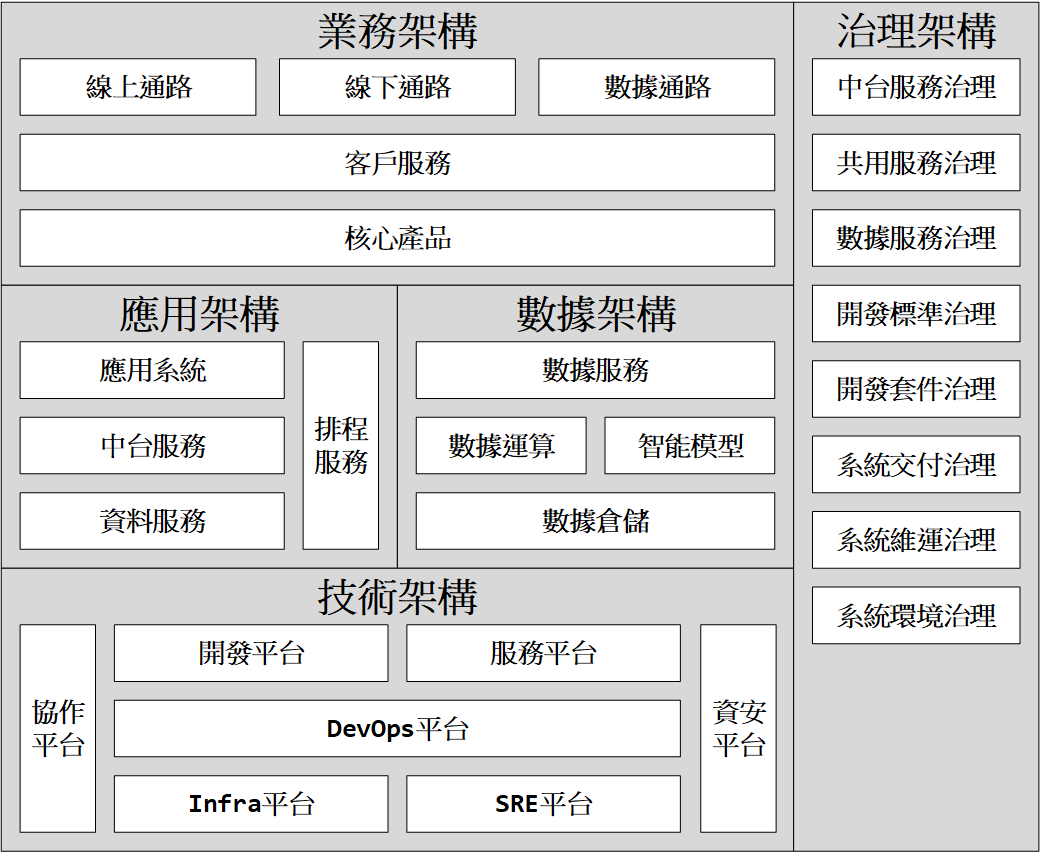 業務架構
線上通路
線下通路
數據通路
客戶服務
核心產品
應用架構
應用系統
中台服務
資料服務
排程
服務
數據架構
數據服務
數據運算
智能模型
數據倉儲
技術架構
協作
平台
開發平台
服務平台
DevOps平台
Infra平台
SRE平台
資安
平台
治理架構
中台服務治理
共用服務治理
數據服務治理
開發標準治理
開發套件治理
系統交付治理
系統維運治理
系統環境治理